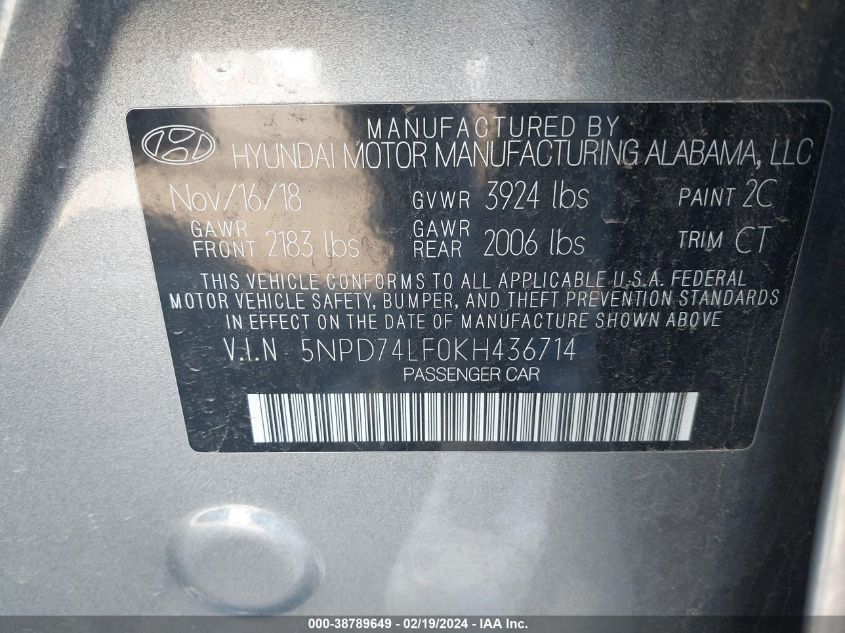 MANUFACTURED BY
HYUNDAI MOTOR MANUFACTURING ALABAMA, LLC
Nov/16/18 GVWR 3924 lbs PAINT 2C
GAWR FRONT 2183 lbs GAWR REAR 2006 lbs TRIM CT
THIS VEHICLE CONFORMS TO ALL APPLICABLE U.S.A. FEDERAL
MOTOR VEHICLE SAFETY, BUMPER, AND THEFT PREVENTION STANDARDS
IN EFFECT ON THE DATE OF MANUFACTURE SHOWN ABOVE
V.I.N 5NPD74LF0KH436714
PASSENGER CAR
000-38789649 - 02/19/2024 - IAA Inc.